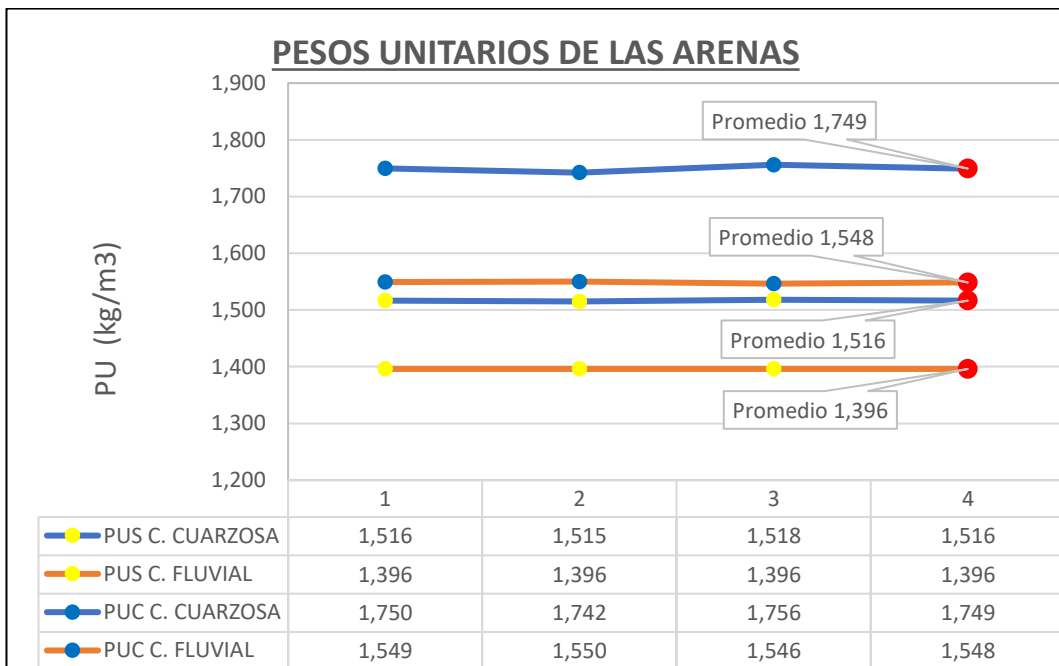 PESOS UNITARIOS DE LAS ARENAS
1,900
1,800
1,700
1,600
1,500
1,400
1,300
1,200
PU (kg/m3)
Promedio 1,749
Promedio 1,548
Promedio 1,516
Promedio 1,396
1 2 3 4
PUS C. CUARZOSA 1,516 1,515 1,518 1,516
PUS C. FLUVIAL 1,396 1,396 1,396 1,396
PUC C. CUARZOSA 1,750 1,742 1,756 1,749
PUC C. FLUVIAL 1,549 1,550 1,546 1,548